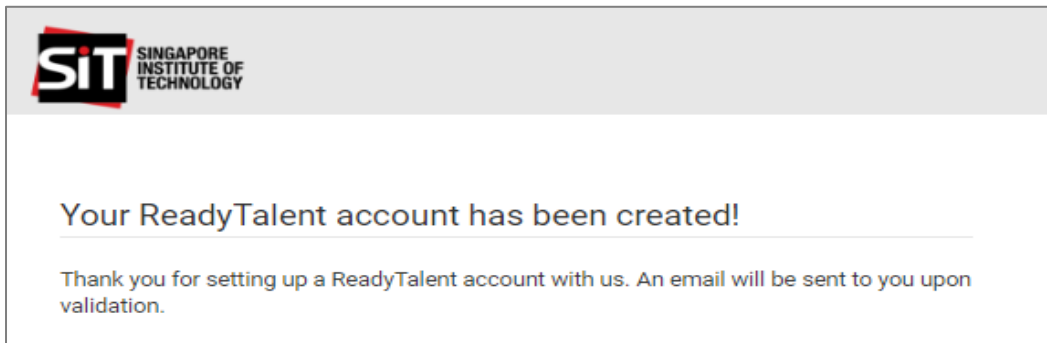 SiT
SINGAPORE
INSTITUTE OF
TECHNOLOGY
Your ReadyTalent account has been created!
Thank you for setting up a ReadyTalent account with us. An email will be sent to you upon
validation.